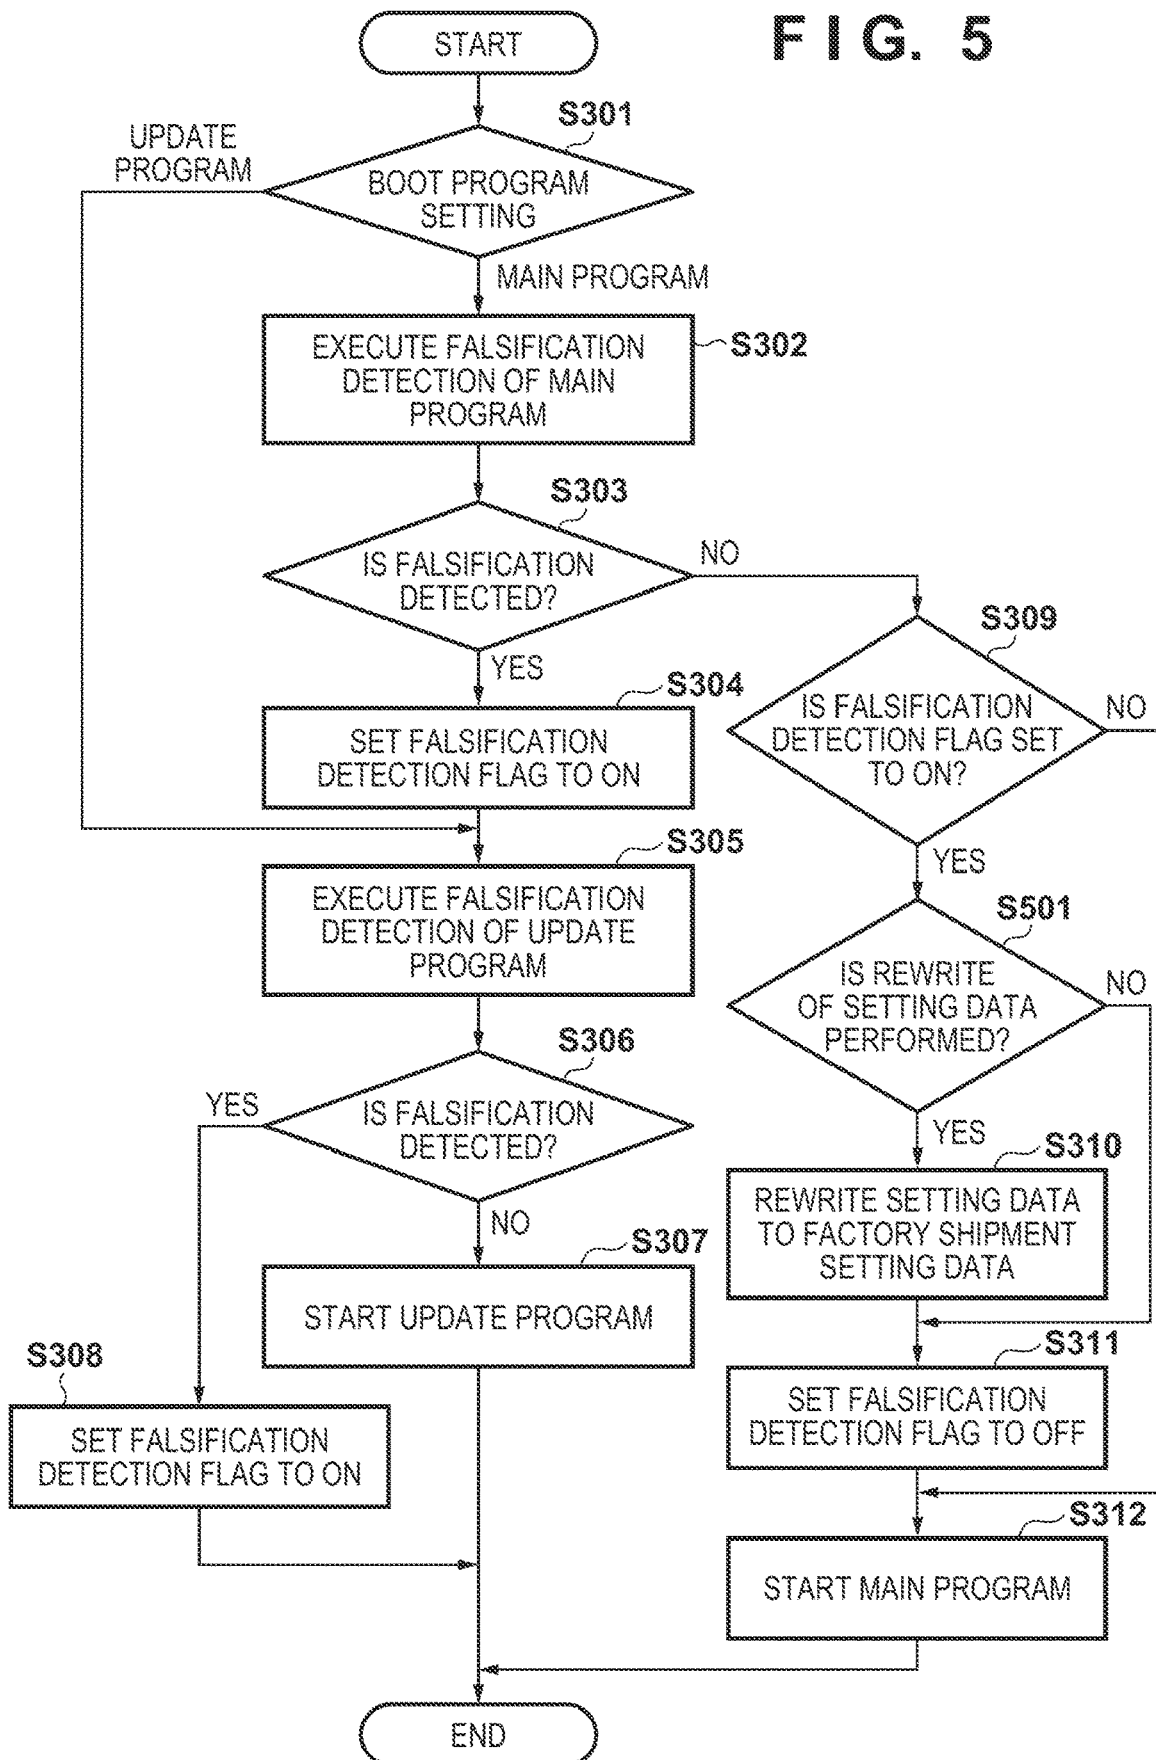 FIG. 5
START
S301
UPDATE
PROGRAM
BOOT PROGRAM
SETTING
MAIN PROGRAM
EXECUTE FALSIFICATION
DETECTION OF MAIN
PROGRAM
S302
S303
IS FALSIFICATION
DETECTED?
NO
YES
S304
SET FALSIFICATION
DETECTION FLAG TO ON
S309
IS FALSIFICATION
DETECTION FLAG SET
TO ON?
NO
YES
S305
EXECUTE FALSIFICATION
DETECTION OF UPDATE
PROGRAM
S501
IS REWRITE
OF SETTING DATA
PERFORMED?
NO
YES
S306
YES
IS FALSIFICATION
DETECTED?
NO
S307
START UPDATE PROGRAM
S310
REWRITE SETTING DATA
TO FACTORY SHIPMENT
SETTING DATA
S308
SET FALSIFICATION
DETECTION FLAG TO ON
S311
SET FALSIFICATION
DETECTION FLAG TO OFF
S312
START MAIN PROGRAM
END